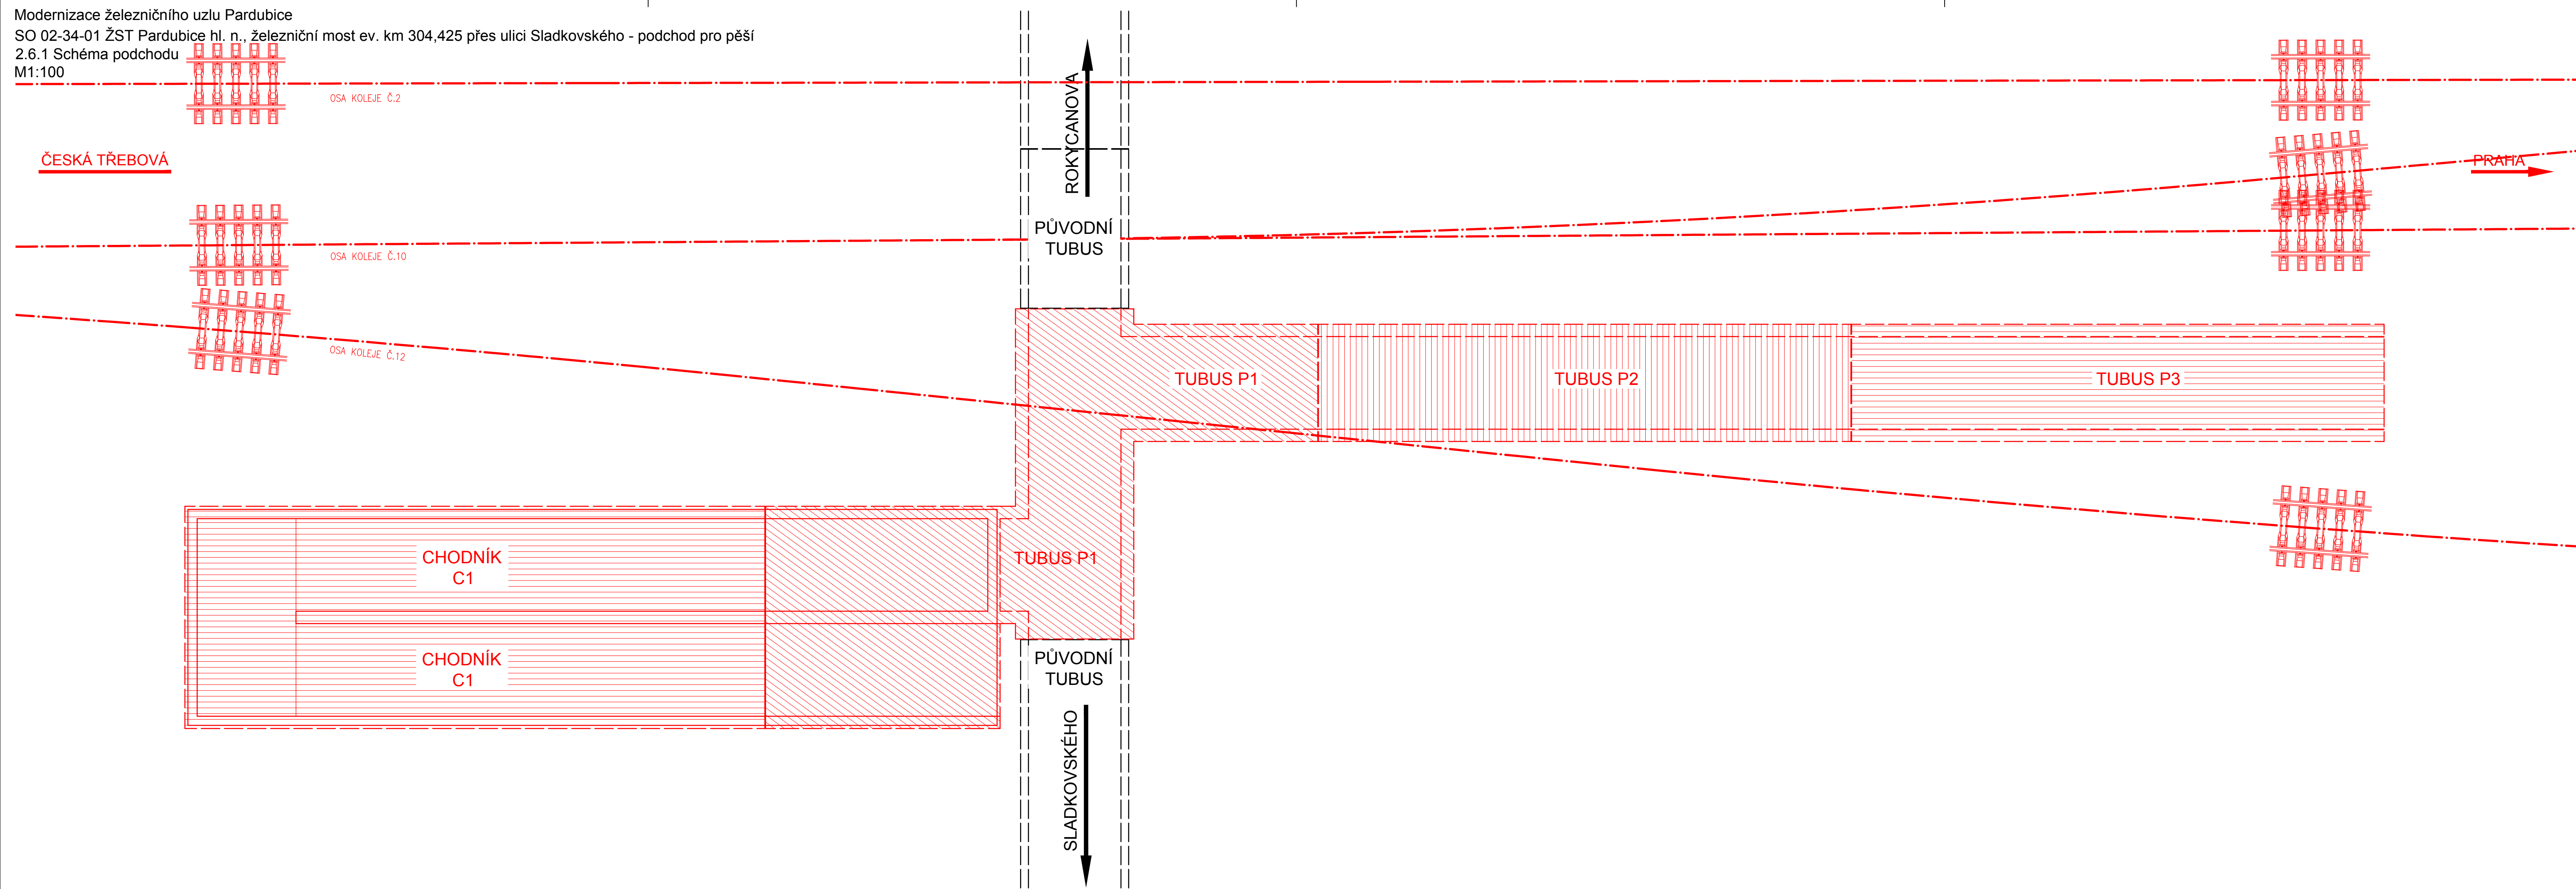 Modernizace železničního uzlu Pardubice
SO 02-34-01 ŽST Pardubice hl. n., železniční most ev. km 304,425 přes ulici Sladkovského - podchod pro pěší
2.6.1 Schéma podchodu
M1:100
OSA KOLEJE Č.2
ROKYCANOVA
ČESKÁ TŘEBOVÁ
PRAHA
PŮVODNÍ
TUBUS
OSA KOLEJE Č.10
OSA KOLEJE Č.12
TUBUS P1
TUBUS P2
TUBUS P3
CHODNÍK
C1
TUBUS P1
CHODNÍK
C1
PŮVODNÍ
TUBUS
SLADKOVSKÉHO